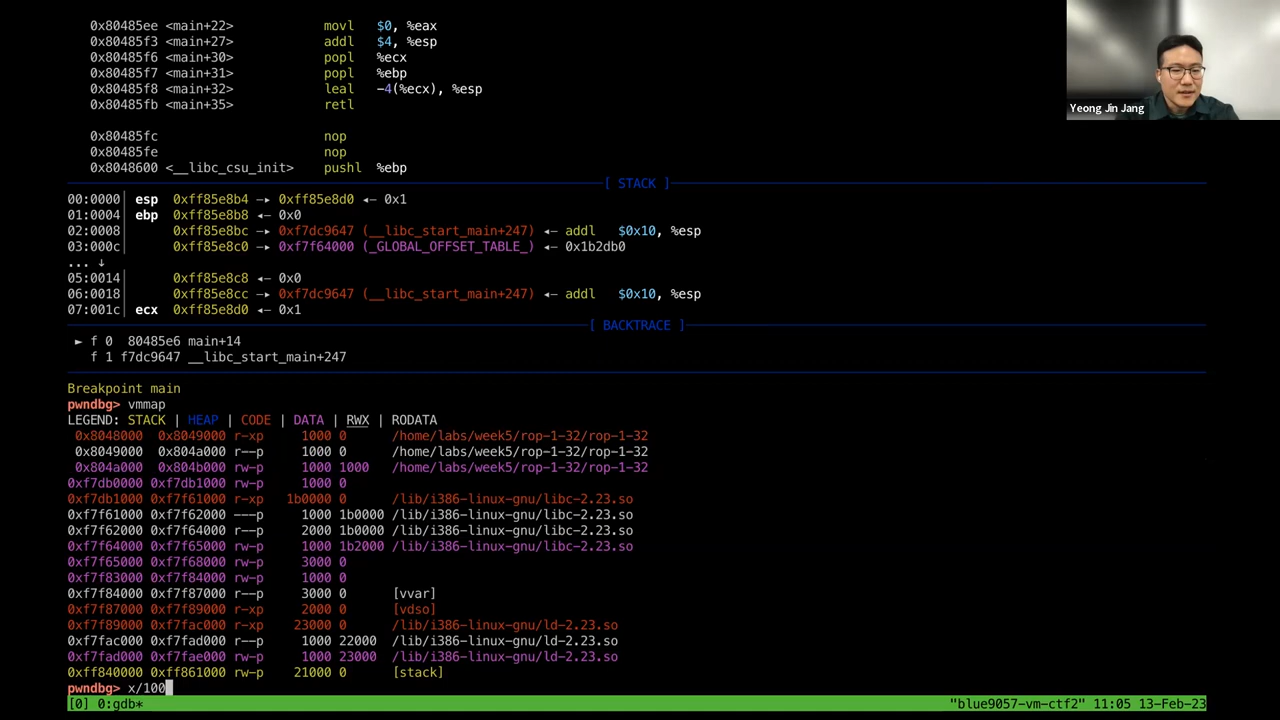 0x80485ee <main+22> movl $0, %eax
0x80485f3 <main+27> addl $4, %esp
0x80485f6 <main+30> popl %ecx
0x80485f7 <main+31> popl %ebp
0x80485f8 <main+32> leal -4(%ecx), %esp
0x80485fb <main+35> retl
Yeong Jin Jang
0x80485fc nop
0x80485fe nop
0x8048600 <__libc_csu_init> pushl %ebp
[ STACK ]
00:0000│ esp 0xff85e8b4 —▸ 0xff85e8d0 ◂— 0x1
01:0004│ ebp 0xff85e8b8 ◂— 0x0
02:0008│ 0xff85e8bc —▸ 0xf7dc9647 (__libc_start_main+247) ◂— addl $0x10, %esp
03:000c│ 0xff85e8c0 —▸ 0xf7f64000 (_GLOBAL_OFFSET_TABLE_) ◂— 0x1b2db0
... ↓
05:0014│ 0xff85e8c8 ◂— 0x0
06:0018│ 0xff85e8cc —▸ 0xf7dc9647 (__libc_start_main+247) ◂— addl $0x10, %esp
07:001c│ ecx 0xff85e8d0 ◂— 0x1
[ BACKTRACE ]
► f 0 80485e6 main+14
f 1 f7dc9647 __libc_start_main+247
Breakpoint main
pwndbg> vmmap
LEGEND: STACK | HEAP | CODE | DATA | RWX | RODATA
0x8048000 0x8049000 r-xp 1000 0 /home/labs/week5/rop-1-32/rop-1-32
0x8049000 0x804a000 r--p 1000 0 /home/labs/week5/rop-1-32/rop-1-32
0x804a000 0x804b000 rw-p 1000 1000 /home/labs/week5/rop-1-32/rop-1-32
0xf7db0000 0xf7db1000 rw-p 1000 0
0xf7db1000 0xf7f61000 r-xp 1b0000 0 /lib/i386-linux-gnu/libc-2.23.so
0xf7f61000 0xf7f62000 ---p 1000 1b0000 /lib/i386-linux-gnu/libc-2.23.so
0xf7f62000 0xf7f64000 r--p 2000 1b0000 /lib/i386-linux-gnu/libc-2.23.so
0xf7f64000 0xf7f65000 rw-p 1000 1b2000 /lib/i386-linux-gnu/libc-2.23.so
0xf7f65000 0xf7f68000 rw-p 3000 0
0xf7f83000 0xf7f84000 rw-p 1000 0
0xf7f84000 0xf7f87000 r--p 3000 0 [vvar]
0xf7f87000 0xf7f89000 r-xp 2000 0 [vdso]
0xf7f89000 0xf7fac000 r-xp 23000 0 /lib/i386-linux-gnu/ld-2.23.so
0xf7fac000 0xf7fad000 r--p 1000 22000 /lib/i386-linux-gnu/ld-2.23.so
0xf7fad000 0xf7fae000 rw-p 1000 23000 /lib/i386-linux-gnu/ld-2.23.so
0xff840000 0xff861000 rw-p 21000 0 [stack]
pwndbg> x/100
[0] 0:gdb* "blue9057-vm-ctf2" 11:05 13-Feb-23